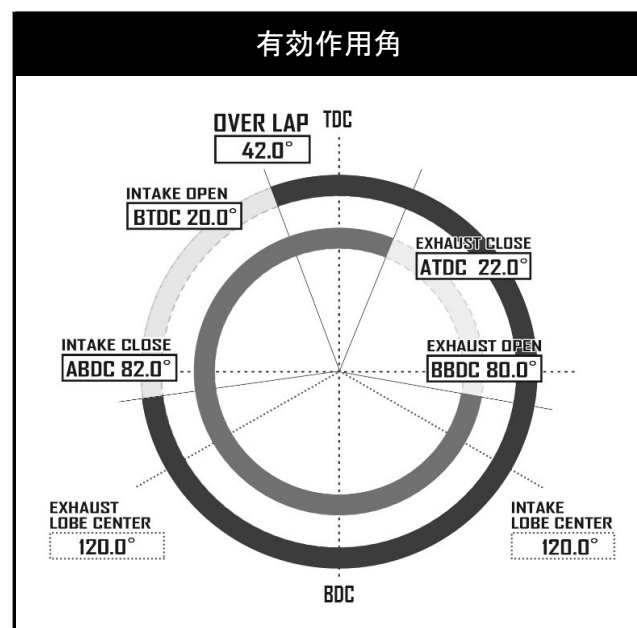 有効作用角
OVER LAP
42.0°
TDC
INTAKE OPEN
BTDC 20.0°
EXHAUST CLOSE
ATDC 22.0°
INTAKE CLOSE
ABDC 82.0°
EXHAUST OPEN
BBDC 80.0°
EXHAUST
LOBE CENTER
120.0°
INTAKE
LOBE CENTER
120.0°
BDC